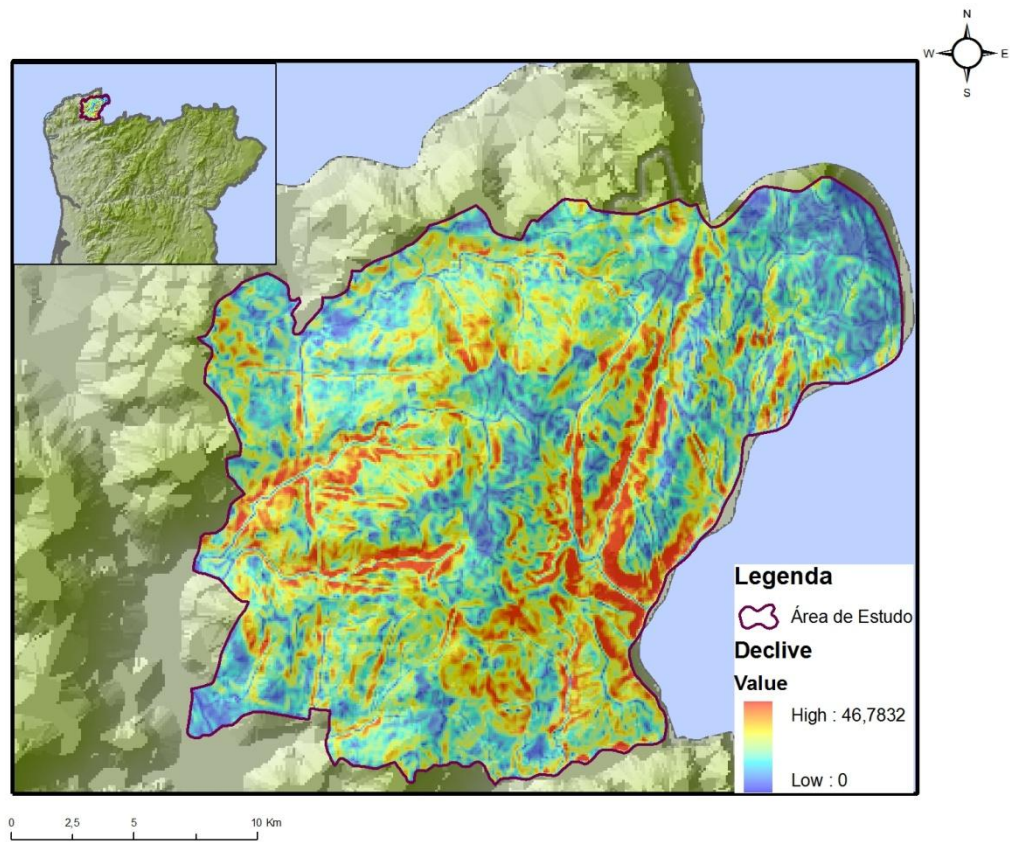 N
W E
S
Legenda
Área de Estudo
Declive
Value
High : 46,7832
Low : 0
0 2,5 5 10 Km